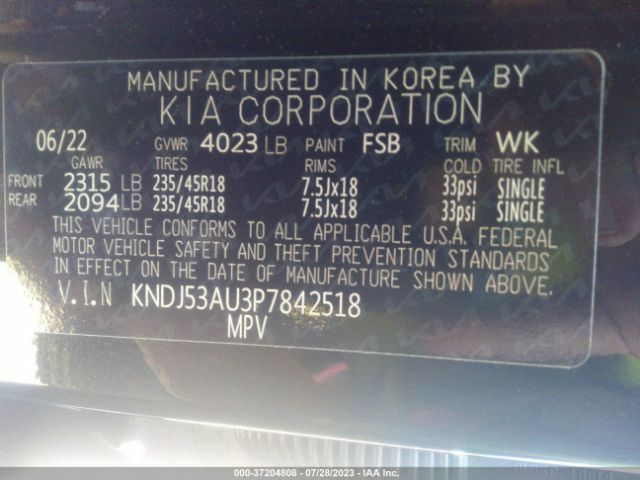 MANUFACTURED IN KOREA BY
KIA CORPORATION
06/22 GVWR 4023 LB PAINT FSB TRIM WK
GAWR TIRES RIMS COLD TIRE INFL
FRONT 2315 LB 235/45R18 7.5Jx18 33psi SINGLE
REAR 2094 LB 235/45R18 7.5Jx18 33psi SINGLE
THIS VEHICLE CONFORMS TO ALL APPLICABLE U.S.A. FEDERAL
MOTOR VEHICLE SAFETY AND THEFT PREVENTION STANDARDS
IN EFFECT ON THE DATE OF MANUFACTURE SHOWN ABOVE.
V.I.N KNDJ53AU3P7842518
MPV
000-37204808 - 07/28/2023 - IAA Inc.